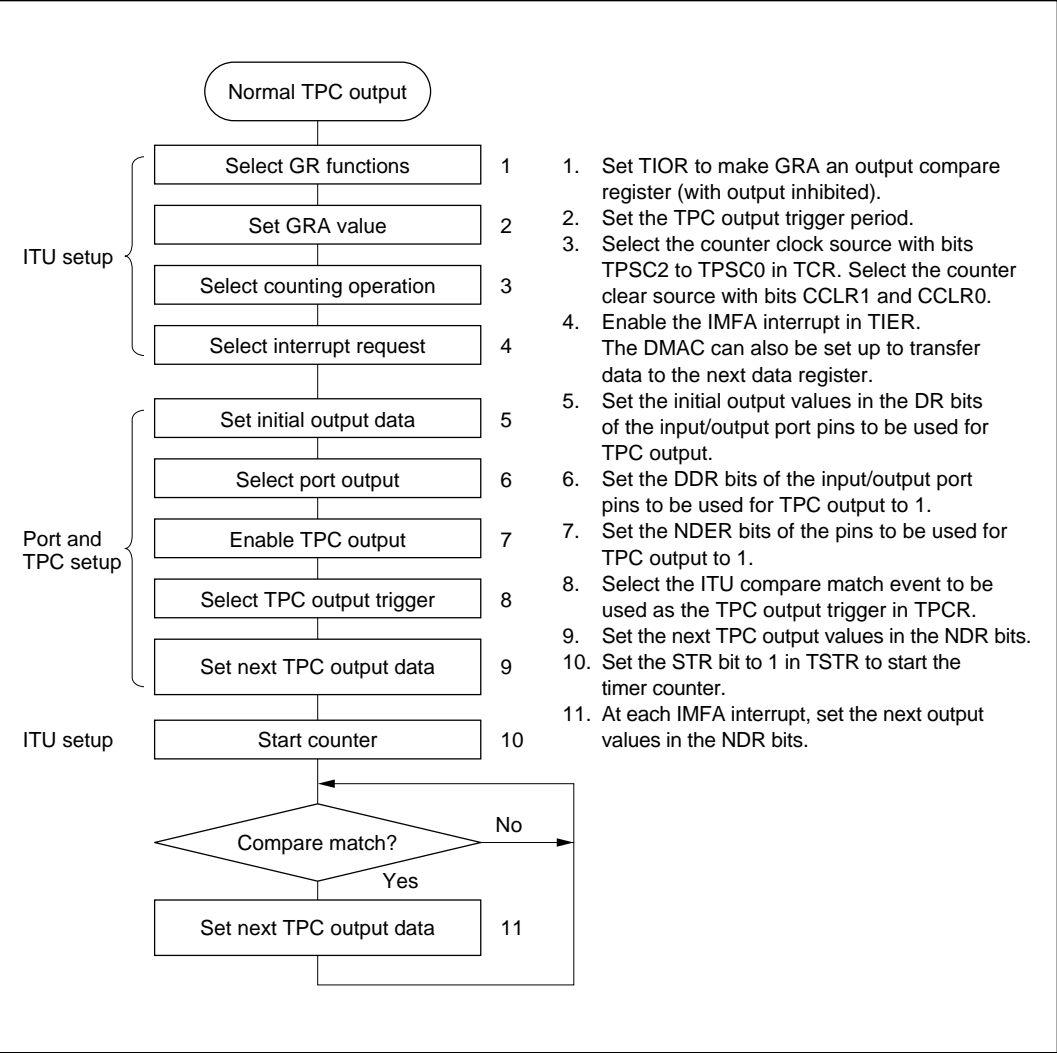 Normal TPC output
Select GR functions
1
Set GRA value
2
ITU setup
Select counting operation
3
Select interrupt request
4
Set initial output data
5
Select port output
6
Port and
TPC setup
Enable TPC output
7
Select TPC output trigger
8
Set next TPC output data
9
ITU setup
Start counter
10
Compare match?
No
Yes
Set next TPC output data
11
1. Set TIOR to make GRA an output compare
register (with output inhibited).
2. Set the TPC output trigger period.
3. Select the counter clock source with bits
TPSC2 to TPSC0 in TCR. Select the counter
clear source with bits CCLR1 and CCLR0.
4. Enable the IMFA interrupt in TIER.
The DMAC can also be set up to transfer
data to the next data register.
5. Set the initial output values in the DR bits
of the input/output port pins to be used for
TPC output.
6. Set the DDR bits of the input/output port
pins to be used for TPC output to 1.
7. Set the NDER bits of the pins to be used for
TPC output to 1.
8. Select the ITU compare match event to be
used as the TPC output trigger in TPCR.
9. Set the next TPC output values in the NDR bits.
10. Set the STR bit to 1 in TSTR to start the
timer counter.
11. At each IMFA interrupt, set the next output
values in the NDR bits.